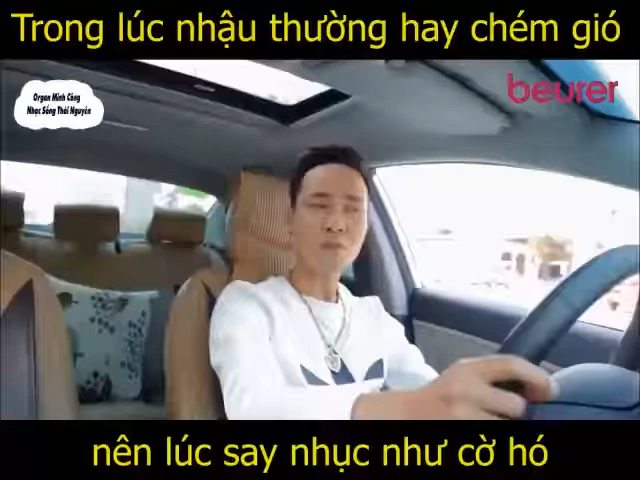 Trong lúc nhậu thường hay chém gió
Organ Minh Công
Nhạc Sống Thái Nguyên
beurer
nên lúc say nhục như cờ hó